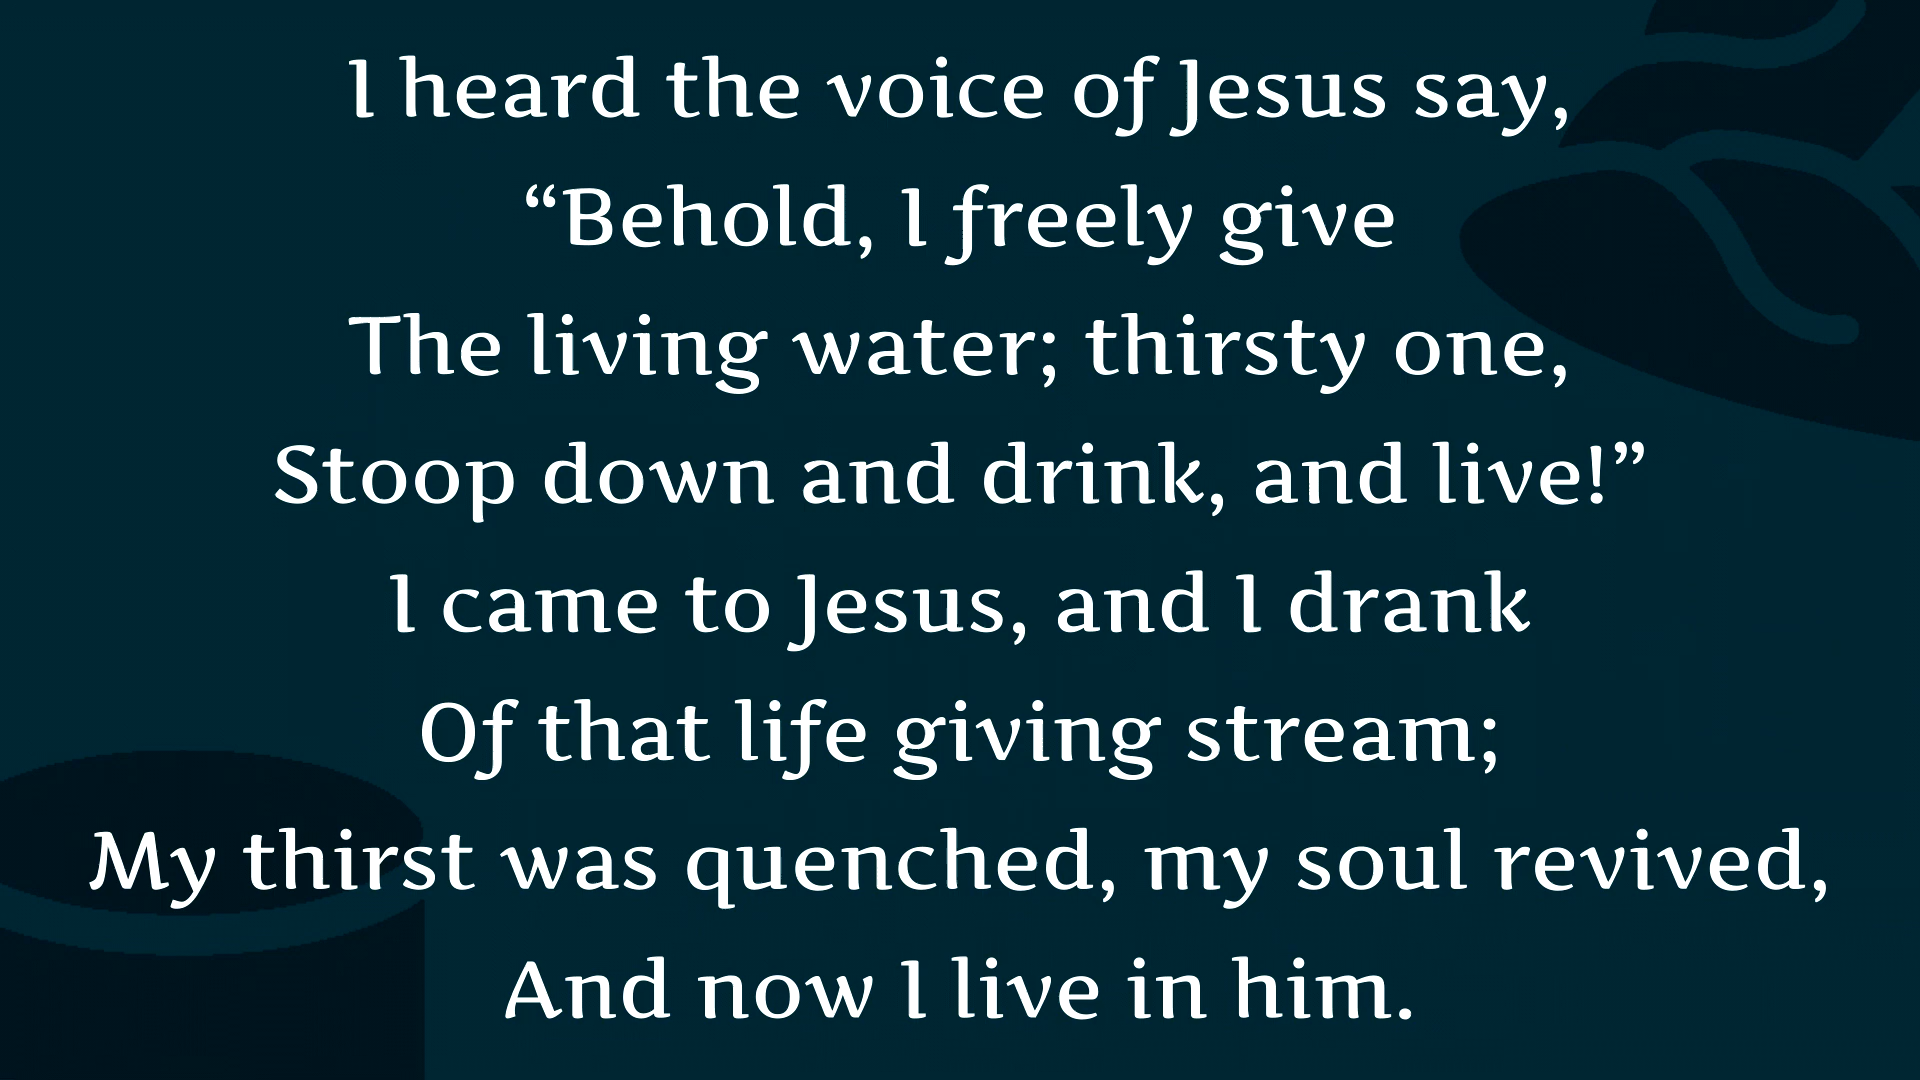 I heard the voice of Jesus say,
“Behold, I freely give
The living water; thirsty one,
Stoop down and drink, and live!”
I came to Jesus, and I drank
Of that life giving stream;
My thirst was quenched, my soul revived,
And now I live in him.